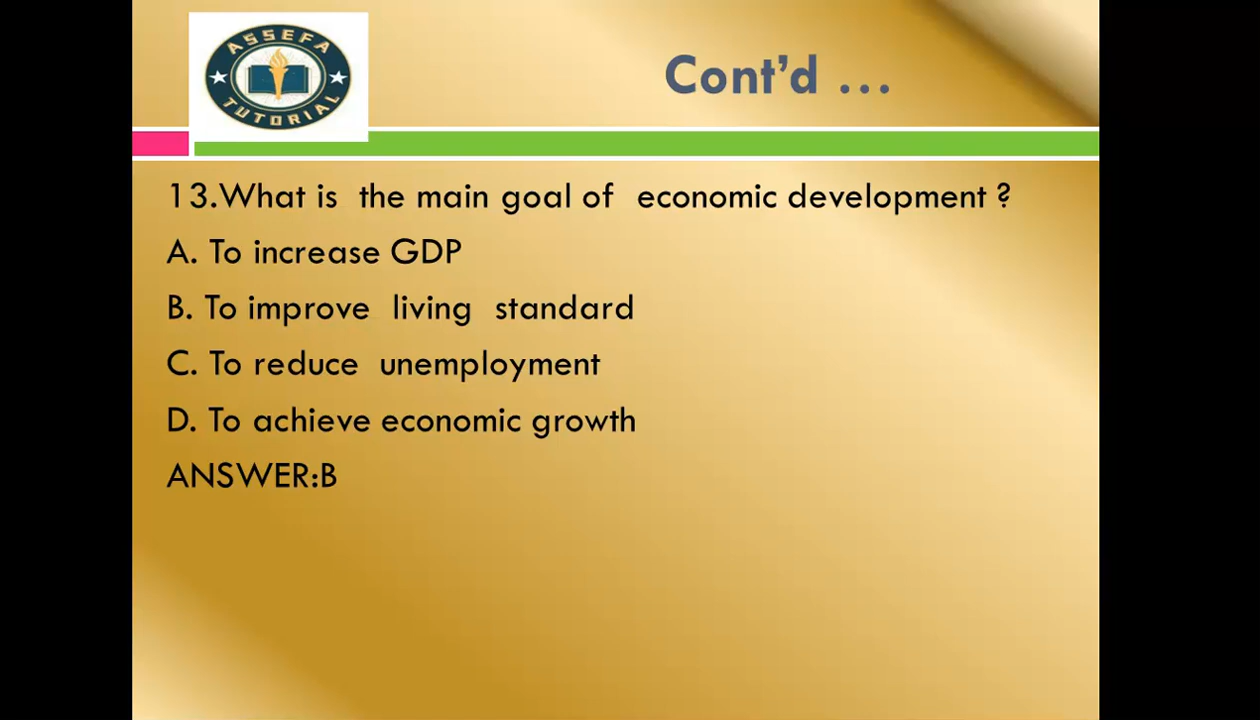 ASSEFA
TUTORIAL
Cont’d ...
13.What is the main goal of economic development ?
A. To increase GDP
B. To improve living standard
C. To reduce unemployment
D. To achieve economic growth
ANSWER:B